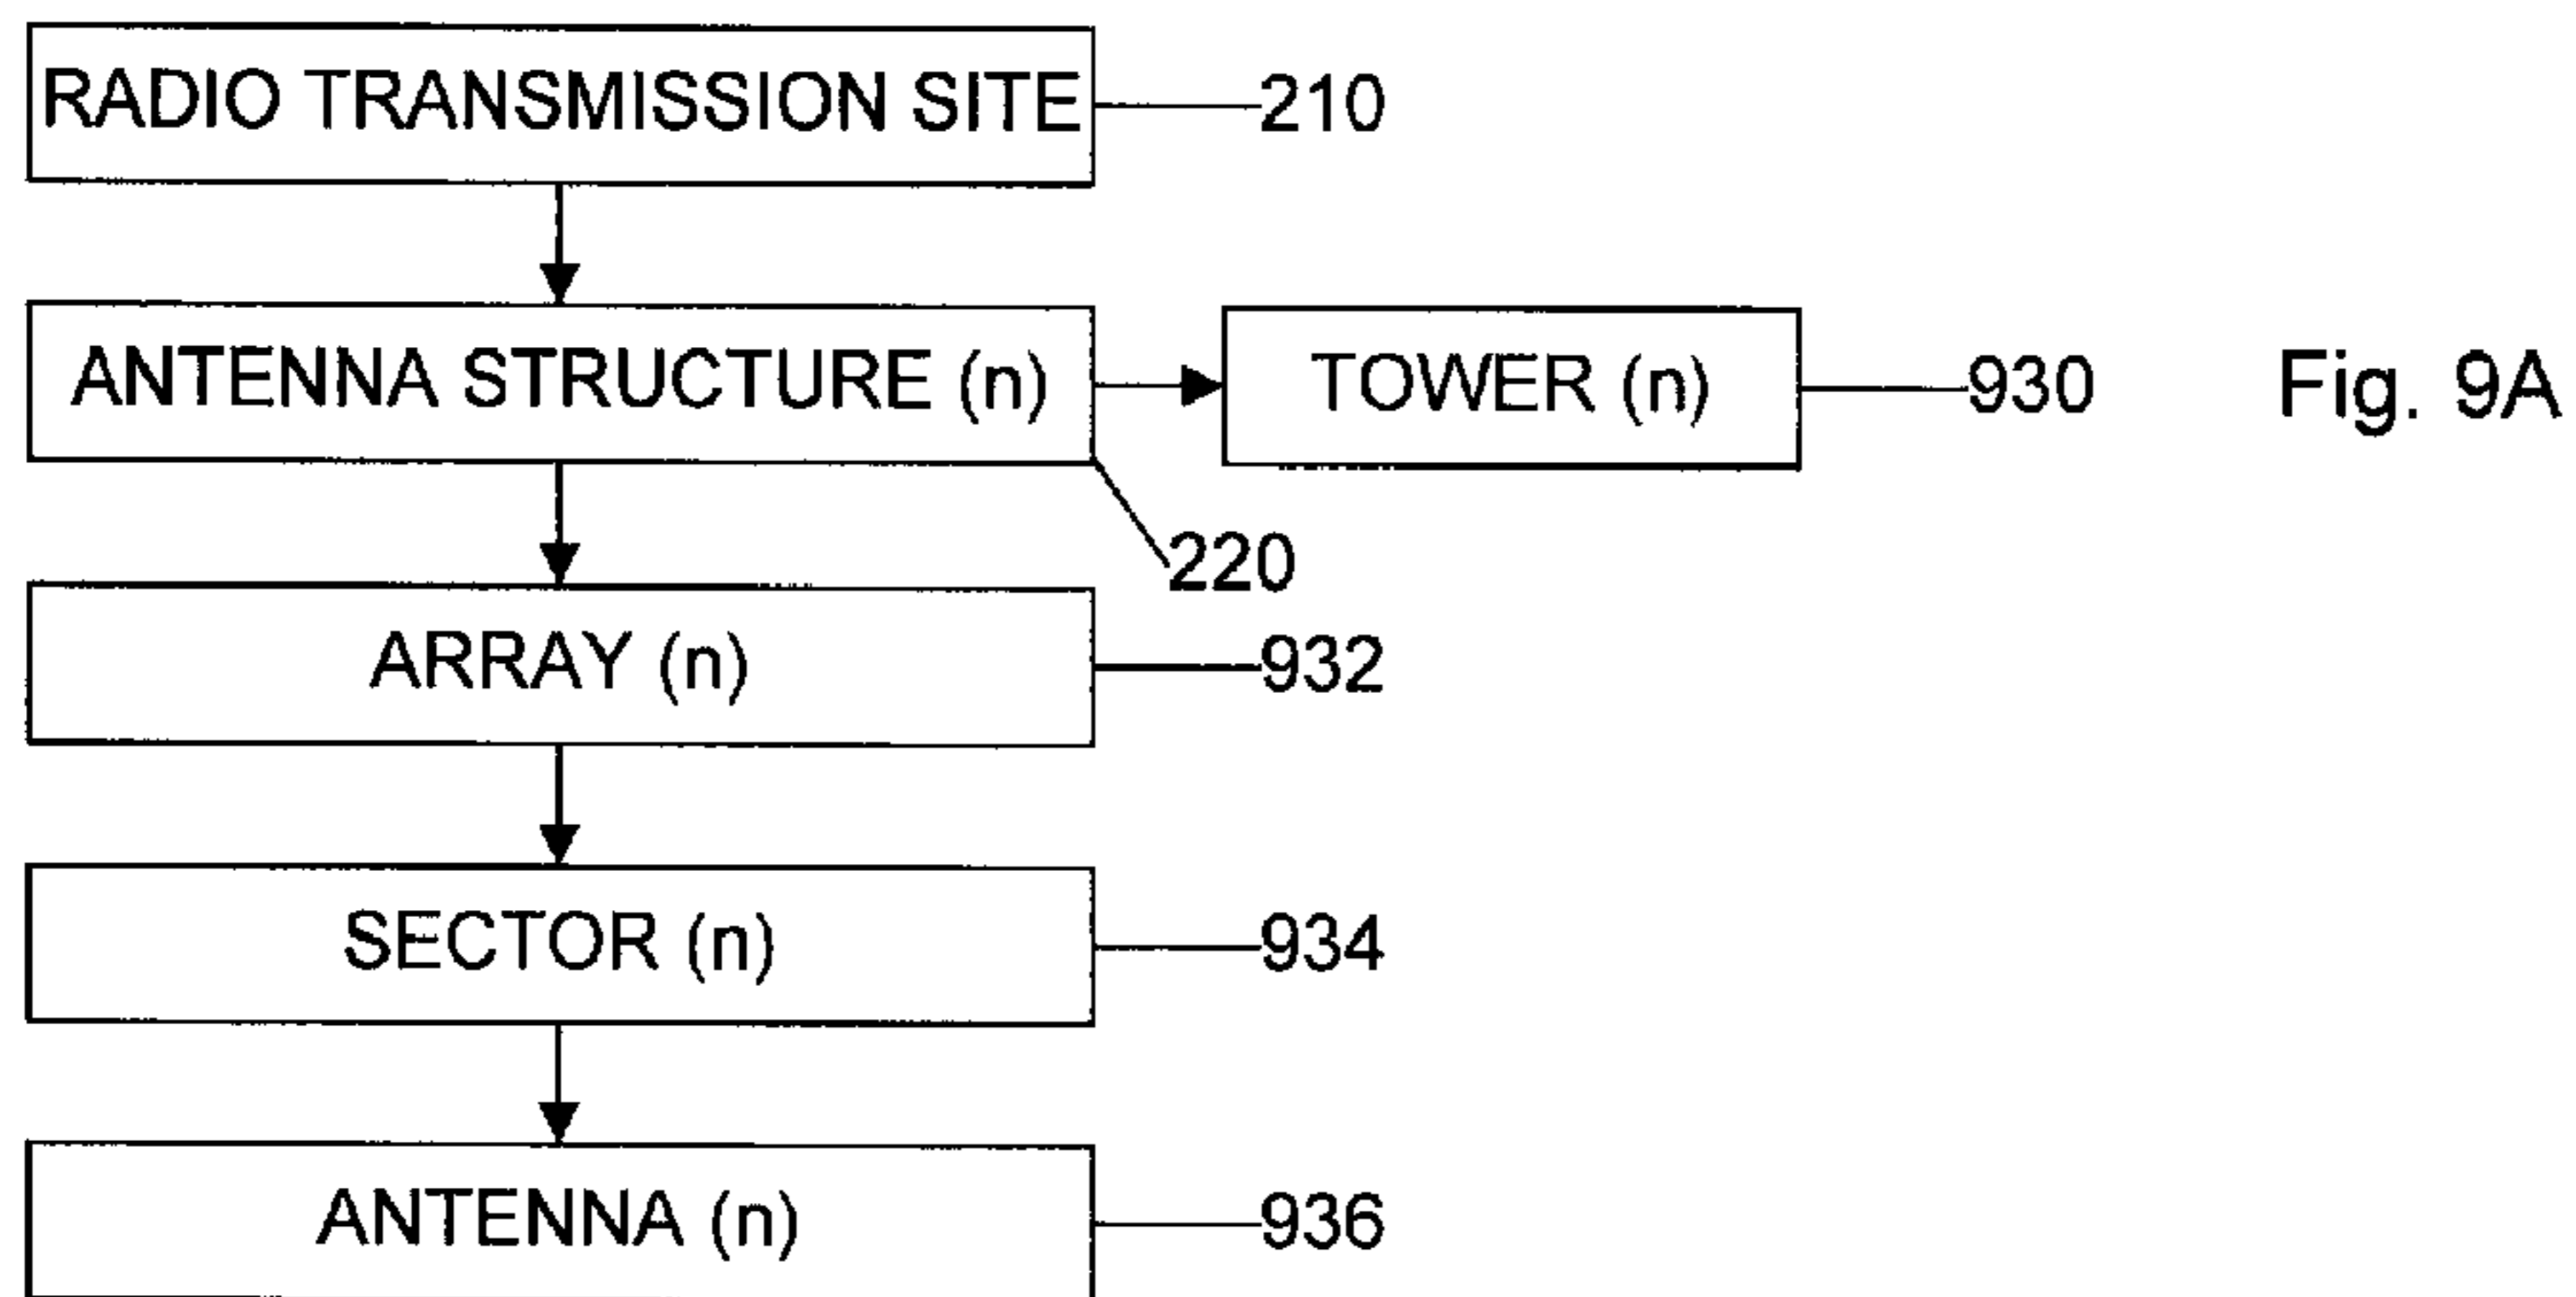 RADIO TRANSMISSION SITE 210
ANTENNA STRUCTURE (n) TOWER (n) 930 Fig. 9A
220
ARRAY (n) 932
SECTOR (n) 934
ANTENNA (n) 936